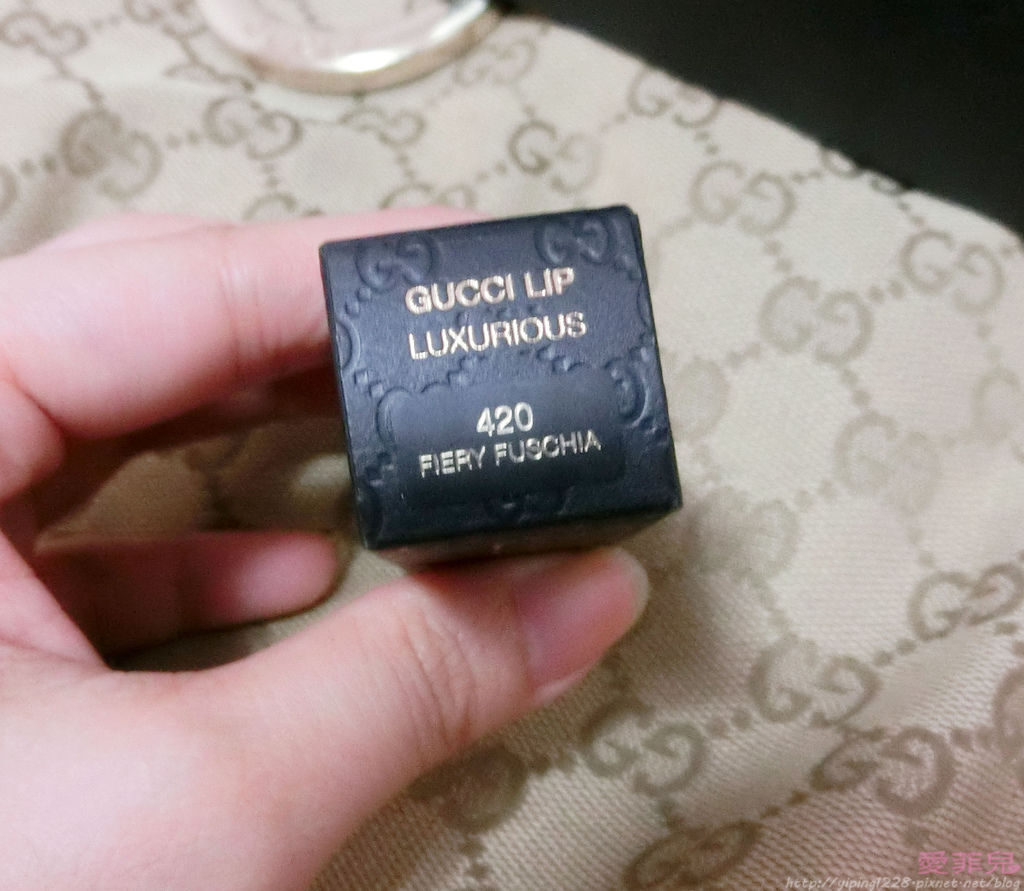 GUCCI LIP
LUXURIOUS
420
FIERY FUSCHIA
愛菲兒
http://yiping1228.pixnet.net/blog